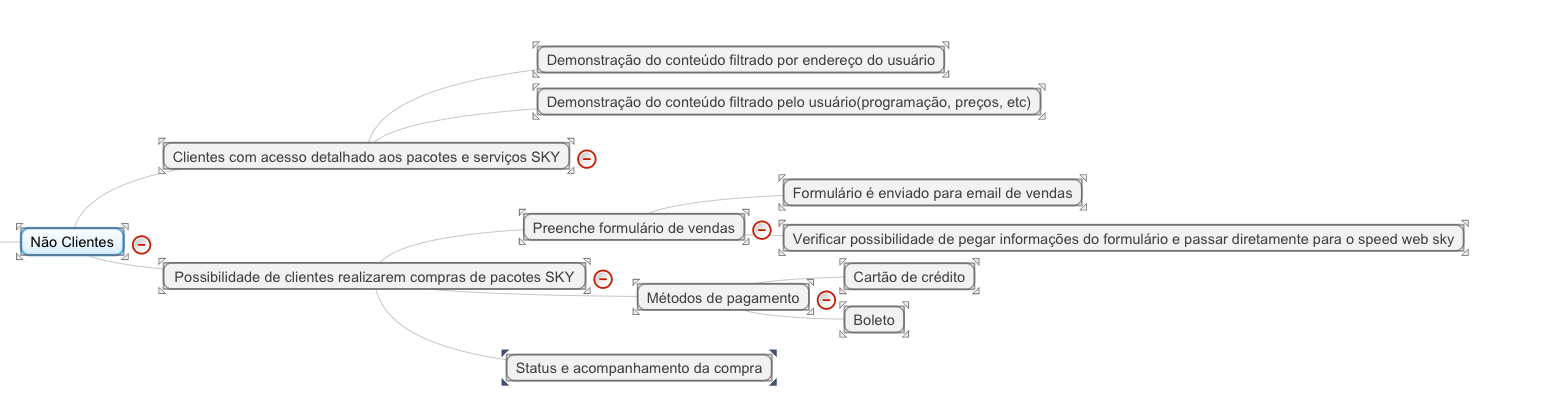 Demonstração do conteúdo filtrado por endereço do usuário
Demonstração do conteúdo filtrado pelo usuário(programação, preços, etc)
Clientes com acesso detalhado aos pacotes e serviços SKY
Formulário é enviado para email de vendas
Preenche formulário de vendas
Verificar possibilidade de pegar informações do formulário e passar diretamente para o speed web sky
Não Clientes
Possibilidade de clientes realizarem compras de pacotes SKY
Cartão de crédito
Métodos de pagamento
Boleto
Status e acompanhamento da compra